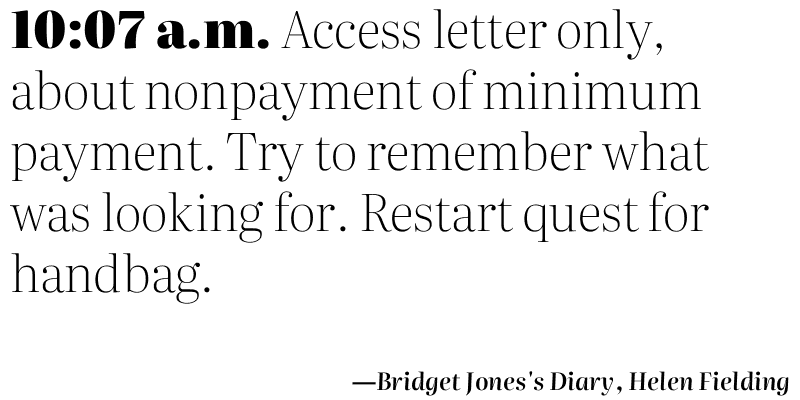 10:07 a.m. Access letter only,
about nonpayment of minimum
payment. Try to remember what
was looking for. Restart quest for
handbag.
—Bridget Jones's Diary, Helen Fielding